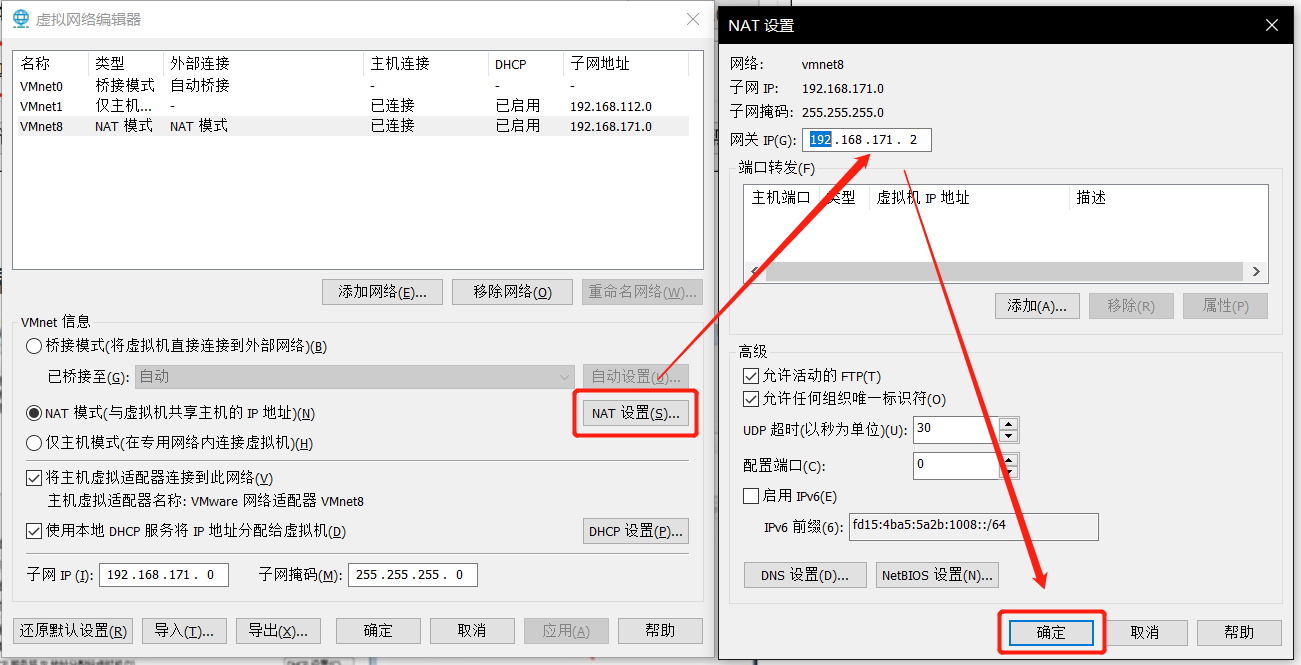 虚拟网络编辑器
名称 类型 外部连接 主机连接 DHCP 子网地址
VMnet0 桥接模式 自动桥接 - - -
VMnet1 仅主机... - 已连接 已启用 192.168.112.0
VMnet8 NAT 模式 NAT 模式 已连接 已启用 192.168.171.0
添加网络(E)... 移除网络(O) 重命名网络(W)...
VMnet 信息
桥接模式(将虚拟机直接连接到外部网络)(B)
已桥接至(G): 自动 自动设置(U)...
NAT 模式(与虚拟机共享主机的 IP 地址)(N) NAT 设置(S)...
仅主机模式(在专用网络内连接虚拟机)(H)
将主机虚拟适配器连接到此网络(V)
主机虚拟适配器名称: VMware 网络适配器 VMnet8
使用本地 DHCP 服务将 IP 地址分配给虚拟机(D) DHCP 设置(P)...
子网 IP (I): 192.168.171. 0 子网掩码(M): 255.255.255. 0
还原默认设置(R) 导入(T)... 导出(X)... 确定 取消 应用(A) 帮助
NAT 设置
网络: vmnet8
子网 IP: 192.168.171.0
子网掩码: 255.255.255.0
网关 IP(G): 192.168.171. 2
端口转发(F)
主机端口 类型 虚拟机 IP 地址 描述
添加(A)... 移除(R) 属性(P)
高级
允许活动的 FTP(T)
允许任何组织唯一标识符(O)
UDP 超时(以秒为单位)(U): 30
配置端口(C): 0
启用 IPv6(E)
IPv6 前缀(6): fd15:4ba5:5a2b:1008::/64
DNS 设置(D)... NetBIOS 设置(N)...
确定 取消 帮助